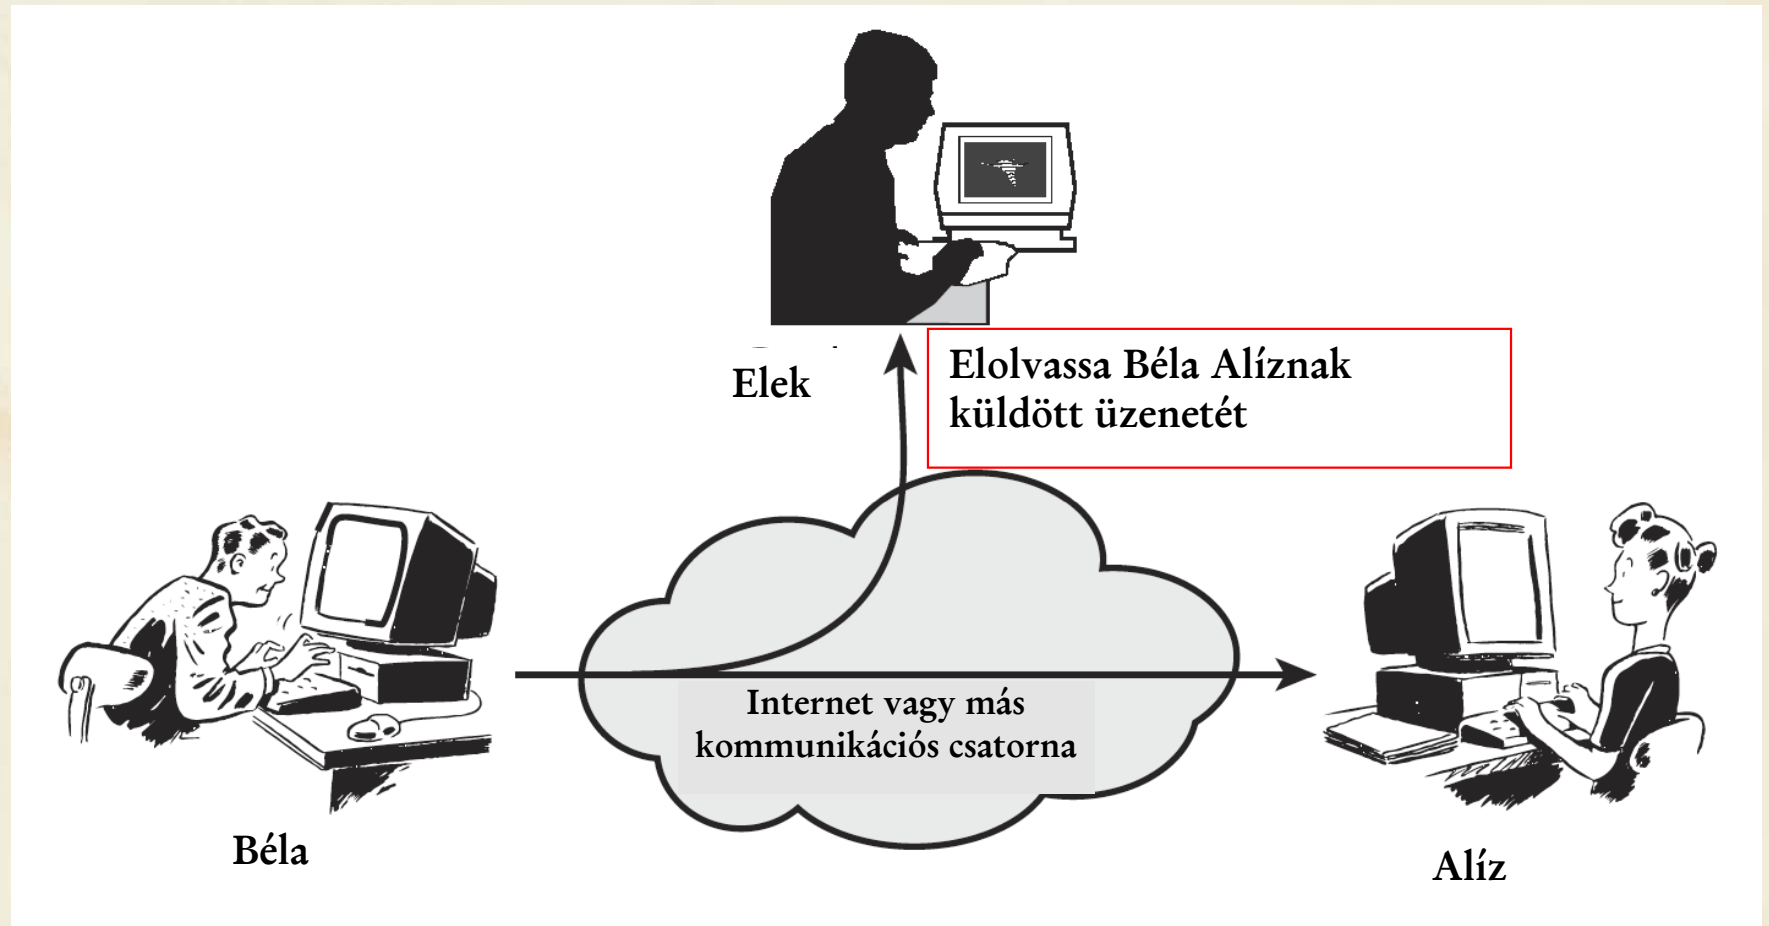 Elek
Elolvassa Béla Alíznak
küldött üzenetét
Internet vagy más
kommunikációs csatorna
Béla
Alíz